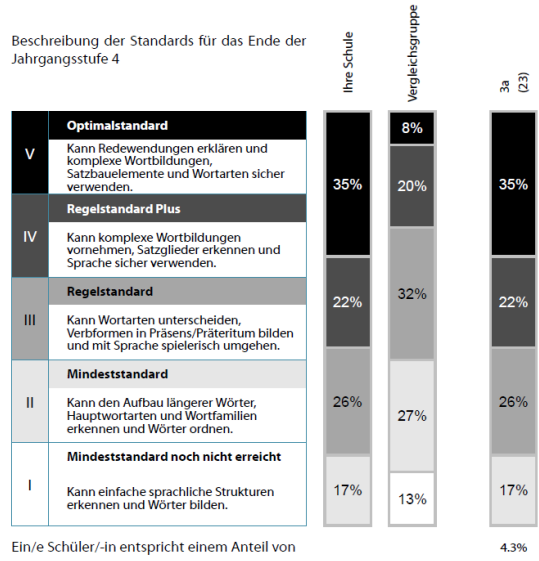 Beschreibung der Standards für das Ende der
Jahrgangsstufe 4
Ihre Schule
Vergleichsgruppe
3a
(23)
V
Optimalstandard
Kann Redewendungen erklären und
komplexe Wortbildungen,
Satzbauelemente und Wortarten sicher
verwenden.
IV
Regelstandard Plus
Kann komplexe Wortbildungen
vornehmen, Satzglieder erkennen und
Sprache sicher verwenden.
III
Regelstandard
Kann Wortarten unterscheiden,
Verbformen in Präsens/Präteritum bilden
und mit Sprache spielerisch umgehen.
II
Mindeststandard
Kann den Aufbau längerer Wörter,
Hauptwortarten und Wortfamilien
erkennen und Wörter ordnen.
I
Mindeststandard noch nicht erreicht
Kann einfache sprachliche Strukturen
erkennen und Wörter bilden.
35%
22%
26%
17%
8%
20%
32%
27%
13%
35%
22%
26%
17%
Ein/e Schüler/-in entspricht einem Anteil von
4.3%